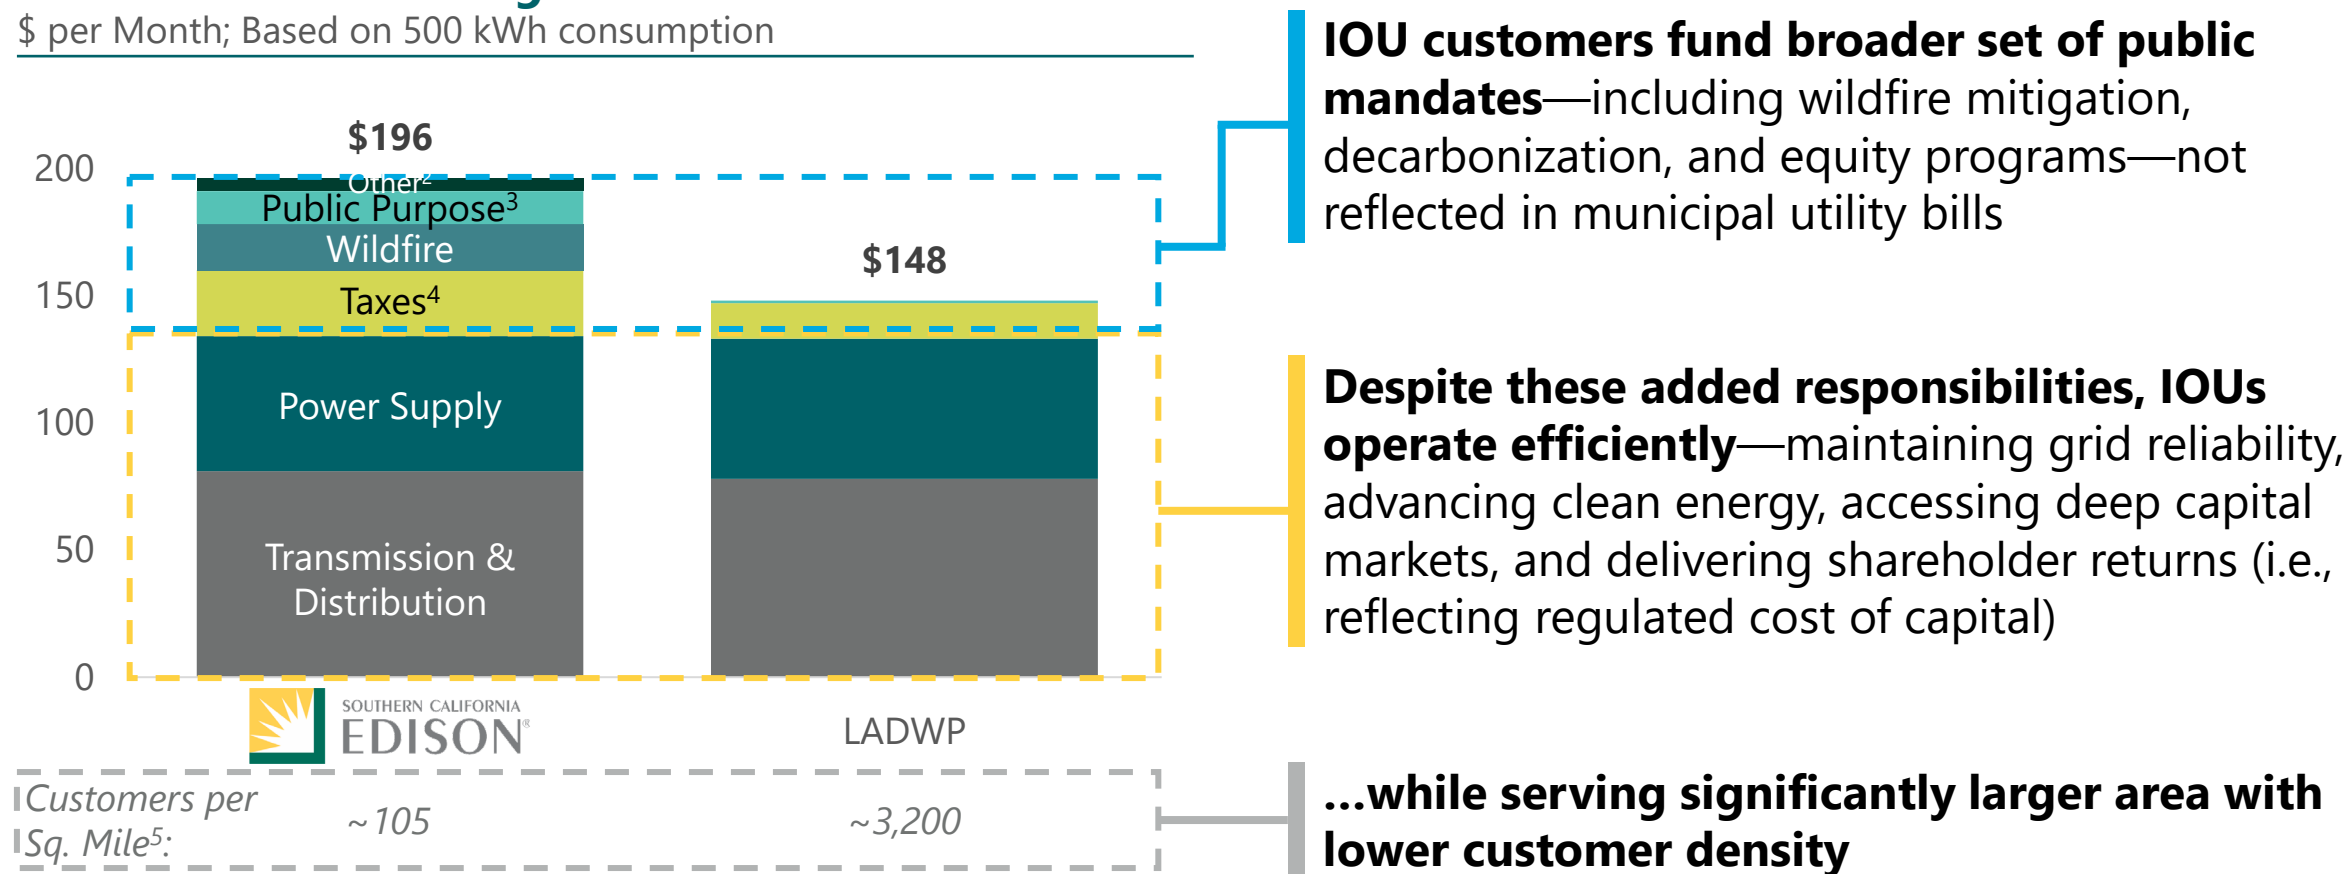 $ per Month; Based on 500 kWh consumption
$196
200
Other²
Public Purpose³
Wildfire
$148
150
Taxes⁴
100
Power Supply
50
Transmission &
Distribution
0
SOUTHERN CALIFORNIA
EDISON®
LADWP
Customers per
Sq. Mile⁵:
~105
~3,200
IOU customers fund broader set of public
mandates—including wildfire mitigation,
decarbonization, and equity programs—not
reflected in municipal utility bills
Despite these added responsibilities, IOUs
operate efficiently—maintaining grid reliability,
advancing clean energy, accessing deep capital
markets, and delivering shareholder returns (i.e.,
reflecting regulated cost of capital)
...while serving significantly larger area with
lower customer density